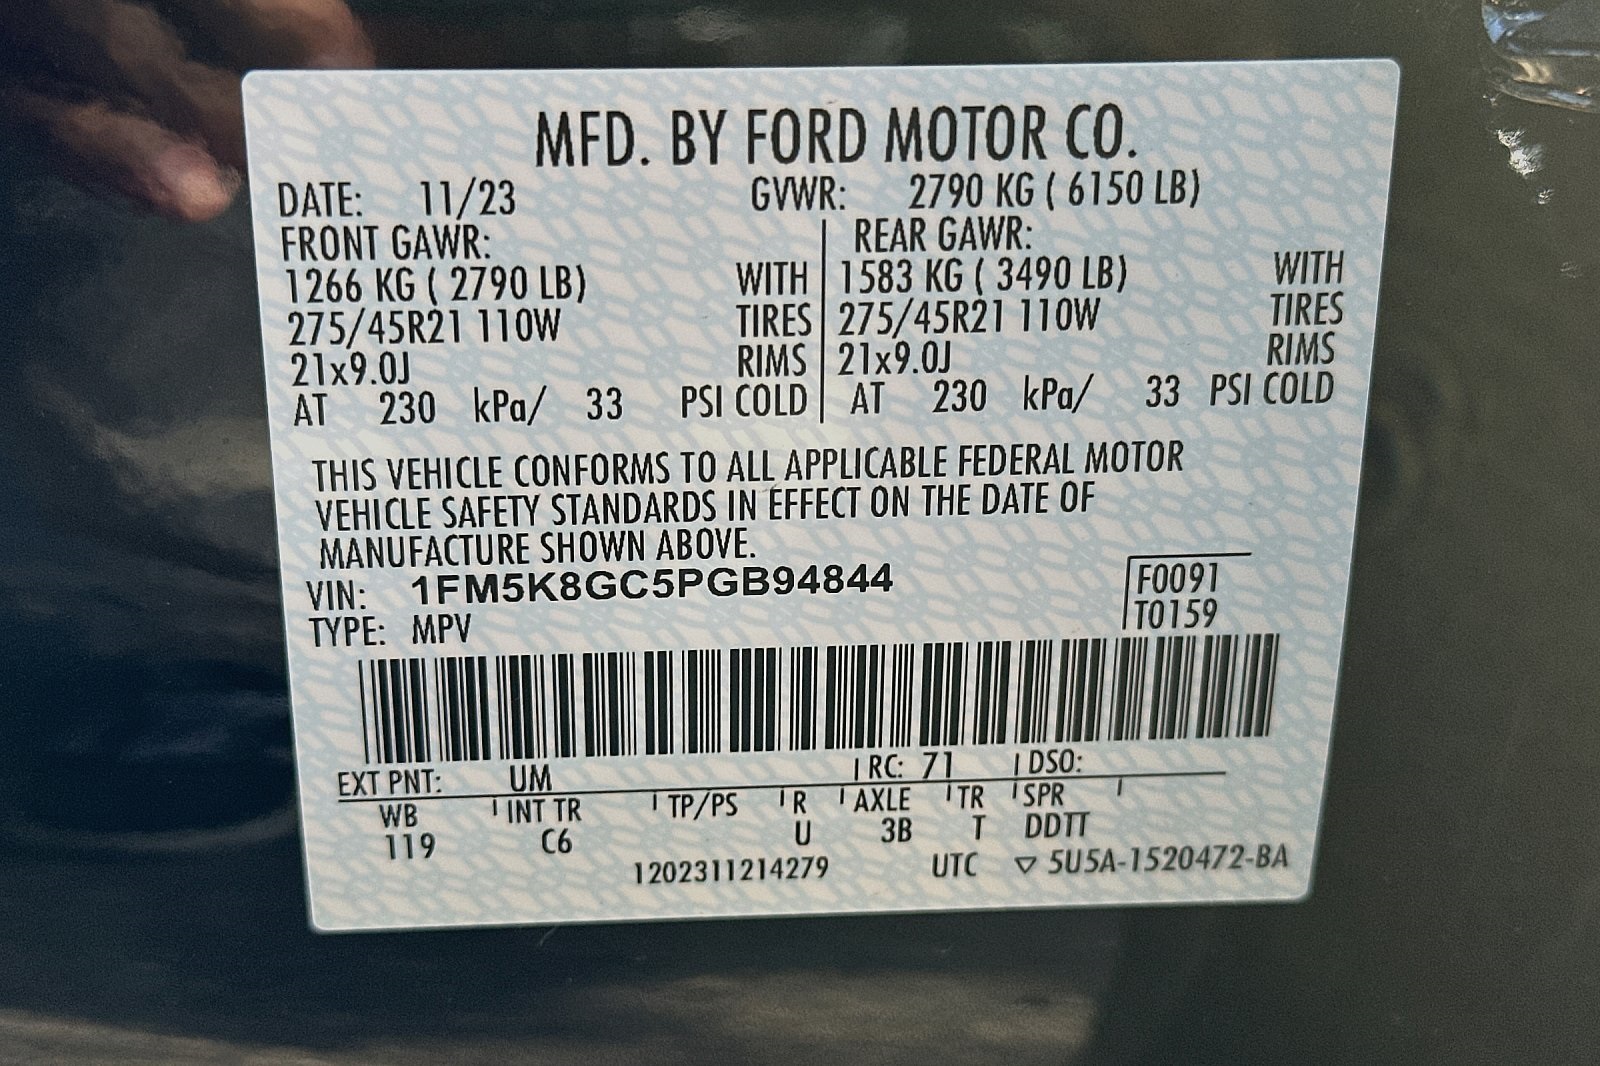 MFD. BY FORD MOTOR CO.
DATE: 11/23 GVWR: 2790 KG ( 6150 LB)
FRONT GAWR: REAR GAWR:
1266 KG ( 2790 LB) WITH 1583 KG ( 3490 LB) WITH
275/45R21 110W TIRES 275/45R21 110W TIRES
21x9.0J RIMS 21x9.0J RIMS
AT 230 kPa/ 33 PSI COLD AT 230 kPa/ 33 PSI COLD
THIS VEHICLE CONFORMS TO ALL APPLICABLE FEDERAL MOTOR
VEHICLE SAFETY STANDARDS IN EFFECT ON THE DATE OF
MANUFACTURE SHOWN ABOVE.
VIN: 1FM5K8GC5PGB94844 F0091
TYPE: MPV T0159
EXT PNT: UM RC: 71 DSO:
WB INT TR TP/PS R AXLE TR SPR
119 C6 U 3B T DDTT
1202311214279 UTC ▽ 5U5A-1520472-BA